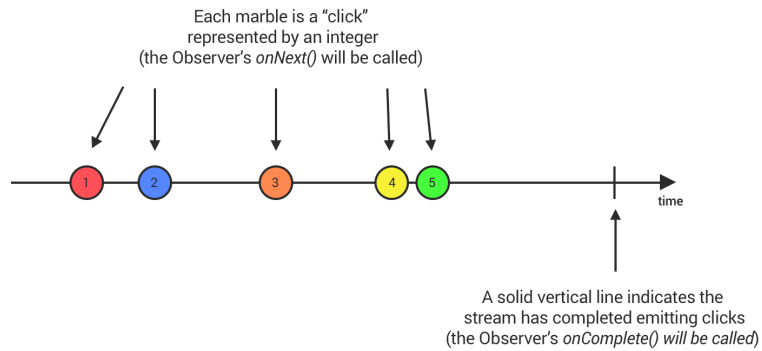 Each marble is a “click”
represented by an integer
(the Observer’s onNext() will be called)
1 2 3 4 5
time
A solid vertical line indicates the
stream has completed emitting clicks
(the Observer’s onComplete() will be called)